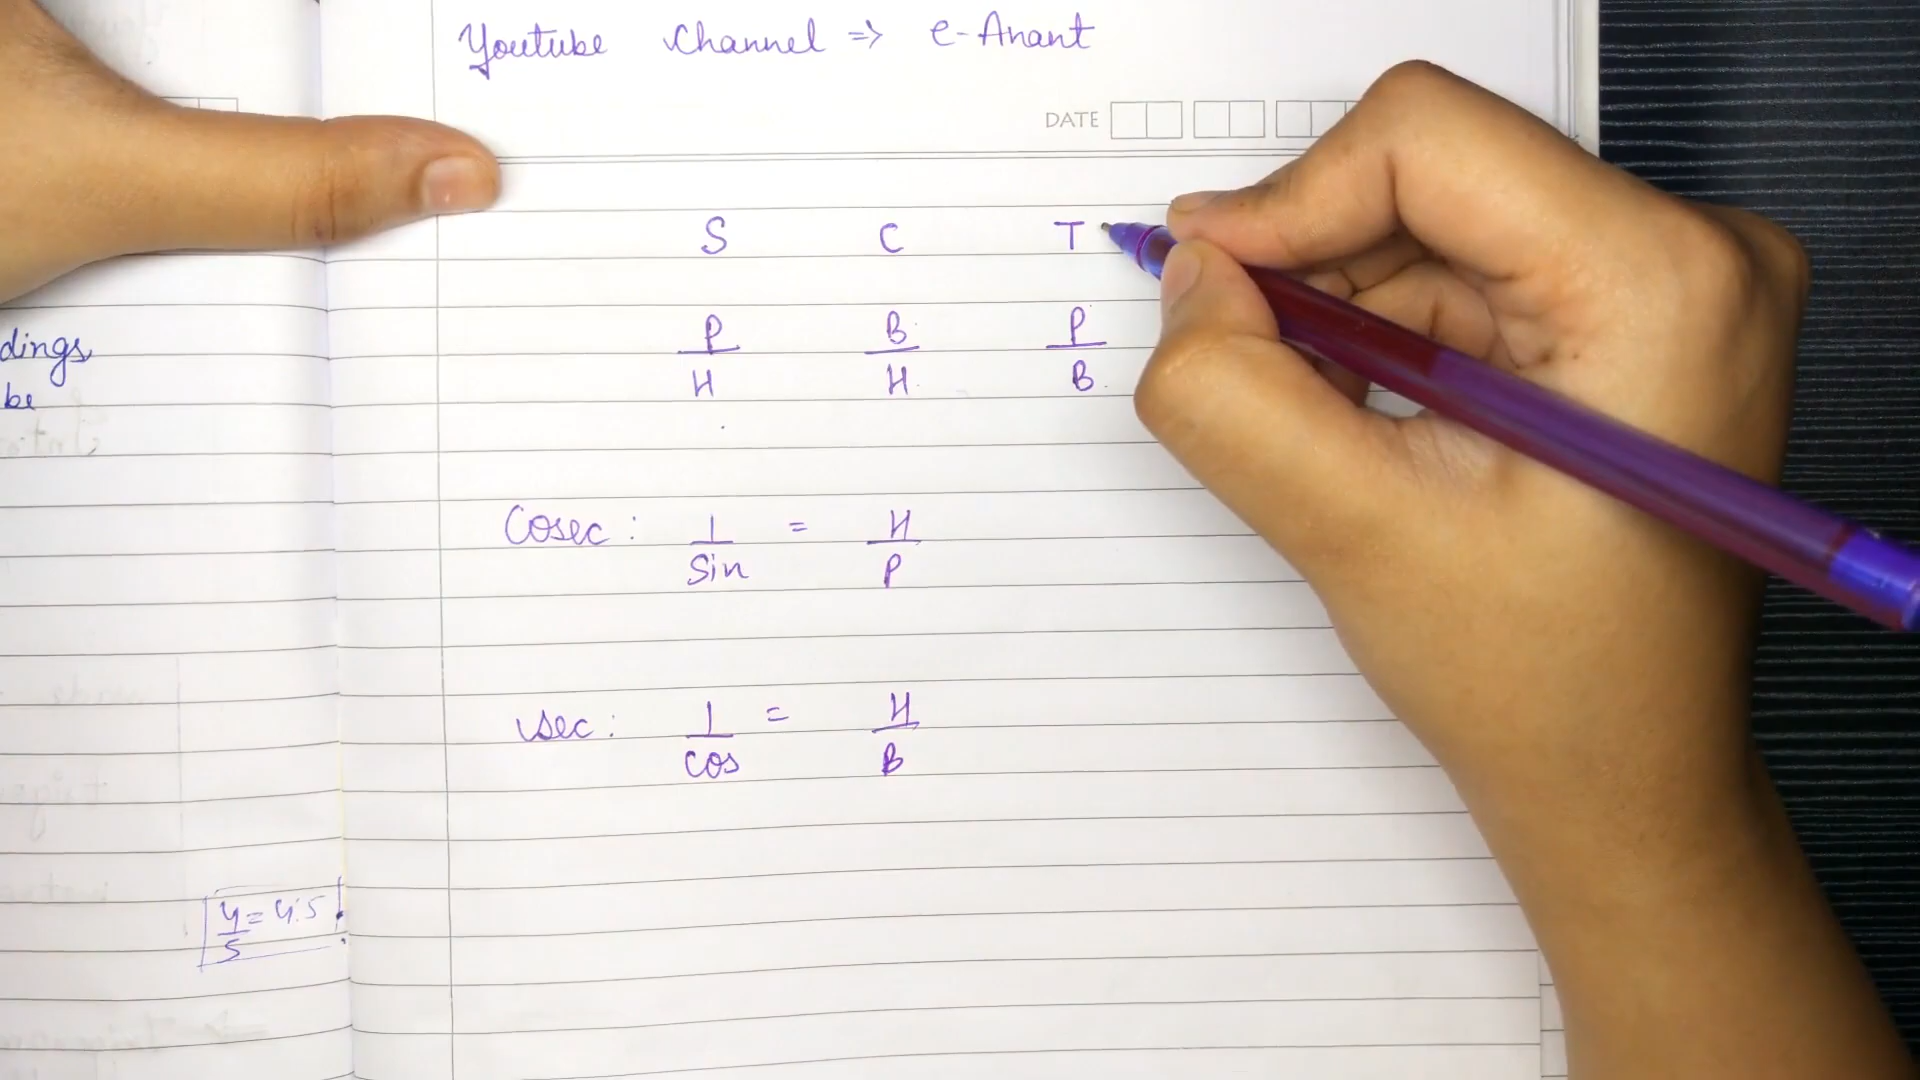 Youtube Channel => e-Anant
DATE
S C T
P/H B/H P/B
dings
be
Cosec : 1/Sin = H/P
Sec : 1/cos = H/B
y/5 = 4.5